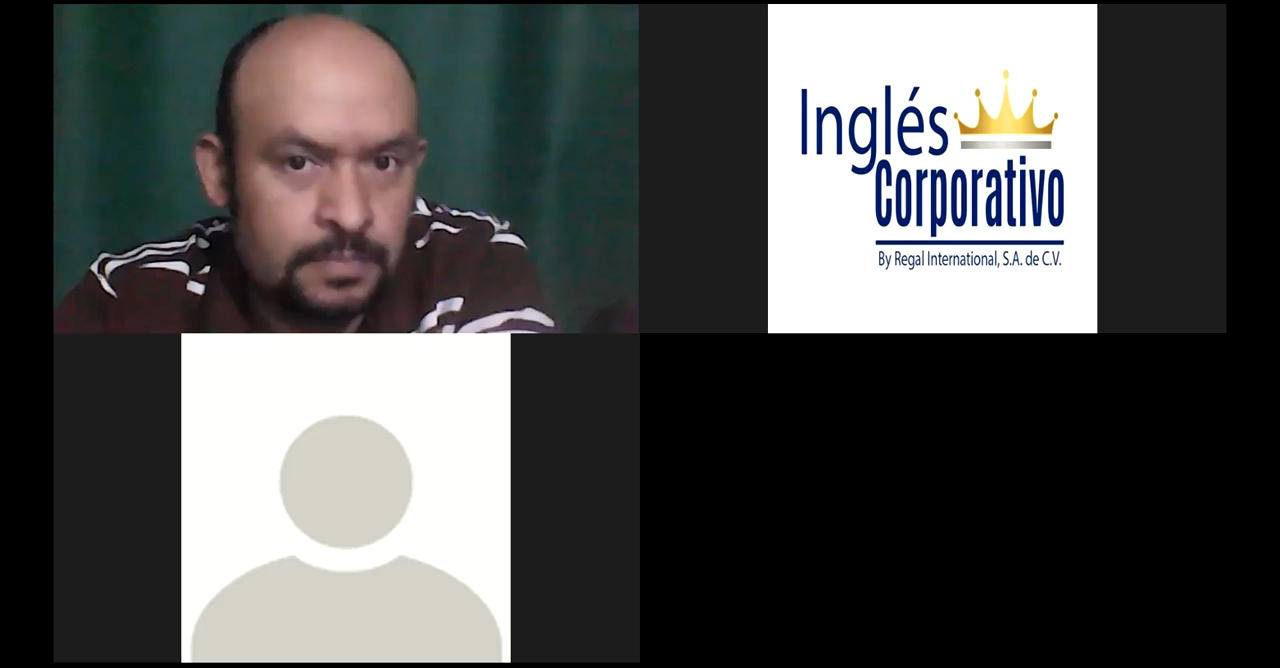 Inglés
Corporativo
By Regal International, S.A. de C.V.